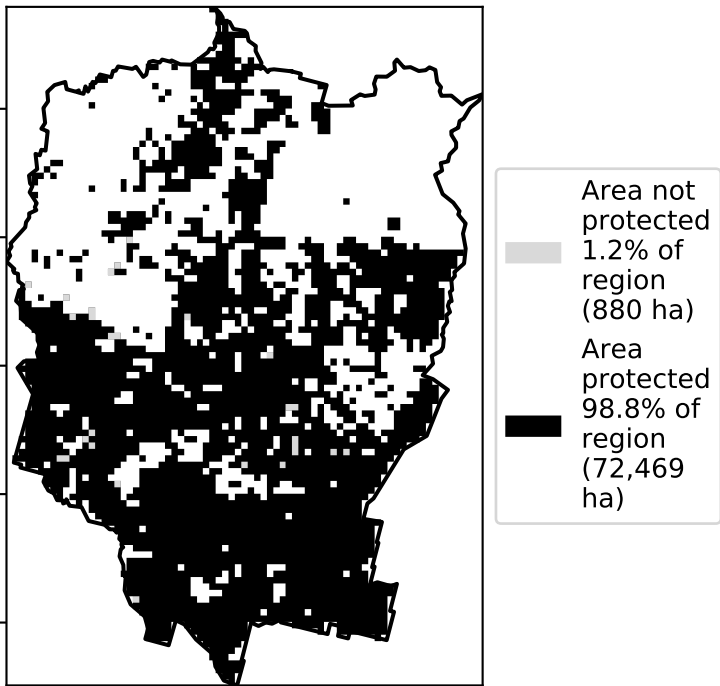 Area not
protected
1.2% of
region
(880 ha)
Area
protected
98.8% of
region
(72,469
ha)